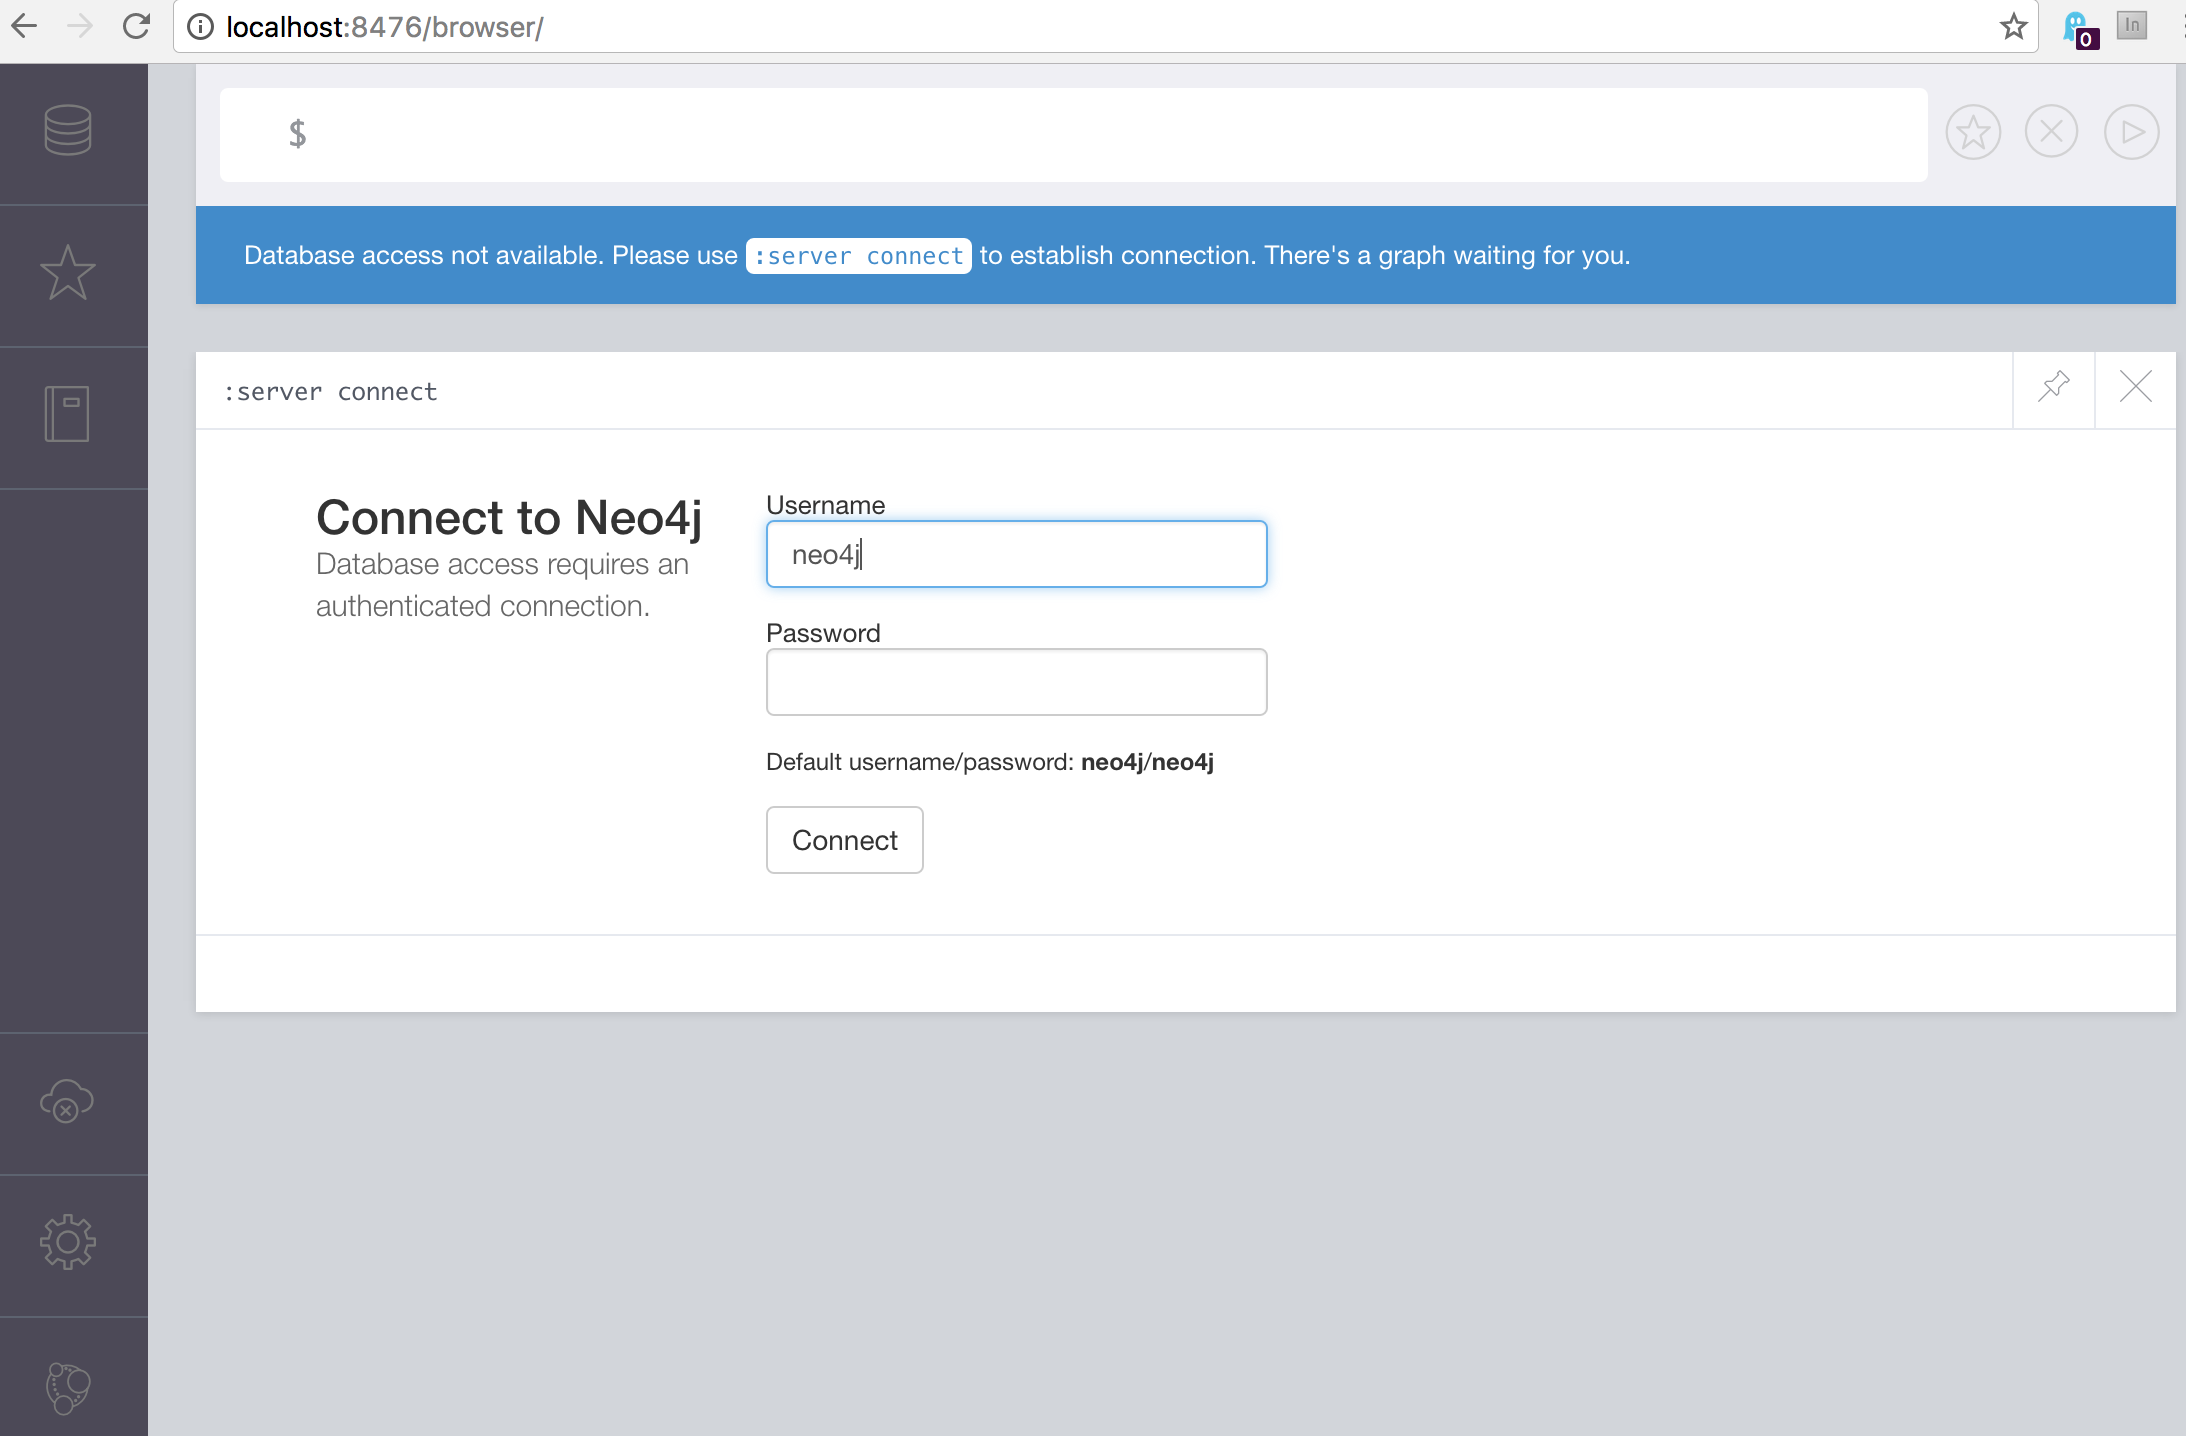 localhost:8476/browser/
0
In
$
Database access not available. Please use :server connect to establish connection. There's a graph waiting for you.
:server connect
Connect to Neo4j
Database access requires an
authenticated connection.
Username
neo4j
Password
Default username/password: neo4j/neo4j
Connect